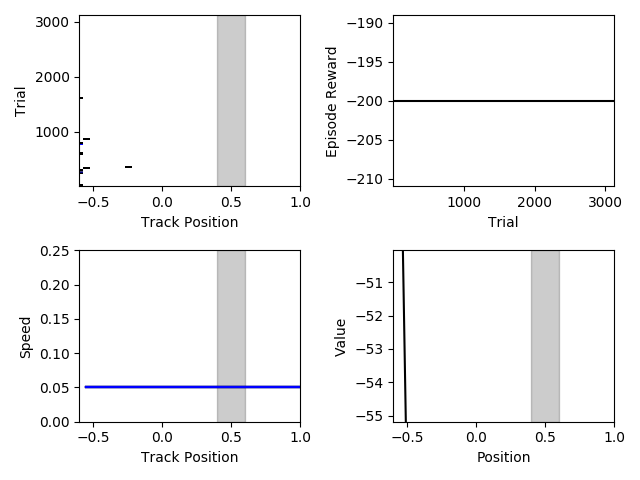 3000
2000
1000
Trial
−0.5 0.0 0.5 1.0
Track Position
−190
−195
−200
−205
−210
Episode Reward
1000 2000 3000
Trial
0.25
0.20
0.15
0.10
0.05
0.00
Speed
−0.5 0.0 0.5 1.0
Track Position
−51
−52
−53
−54
−55
Value
−0.5 0.0 0.5 1.0
Position